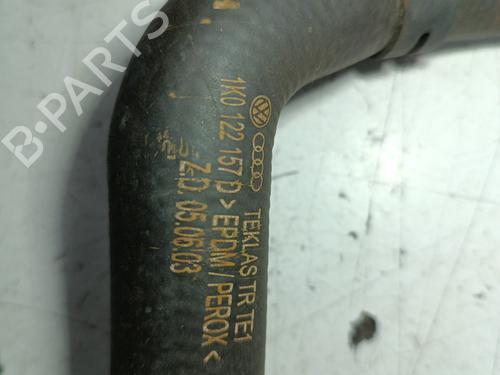 1K0 122 157 D > EPDM / PEROX <
TEKLAS TR TE1
Z.D. 05.06.03
B-PARTS